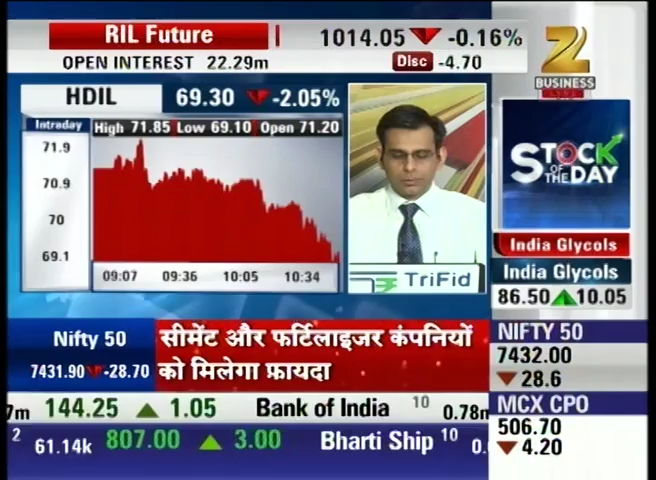 RIL Future
1014.05 -0.16%
OPEN INTEREST 22.29m
Disc -4.70
Z
BUSINESS
HDIL 69.30 -2.05%
Intraday High 71.85 Low 69.10 Open 71.20
71.9
70.9
70
69.1
09:07 09:36 10:05 10:34
TriFid
STOCK
OF THE DAY
India Glycols
India Glycols
86.50 10.05
Nifty 50
7431.90 -28.70
सीमेंट और फर्टिलाइजर कंपनियों
को मिलेगा फ़ायदा
NIFTY 50
7432.00
28.6
MCX CPO
506.70
4.20
7m 144.25 1.05 Bank of India 10 0.78m
2 61.14k 807.00 3.00 Bharti Ship 10 0.